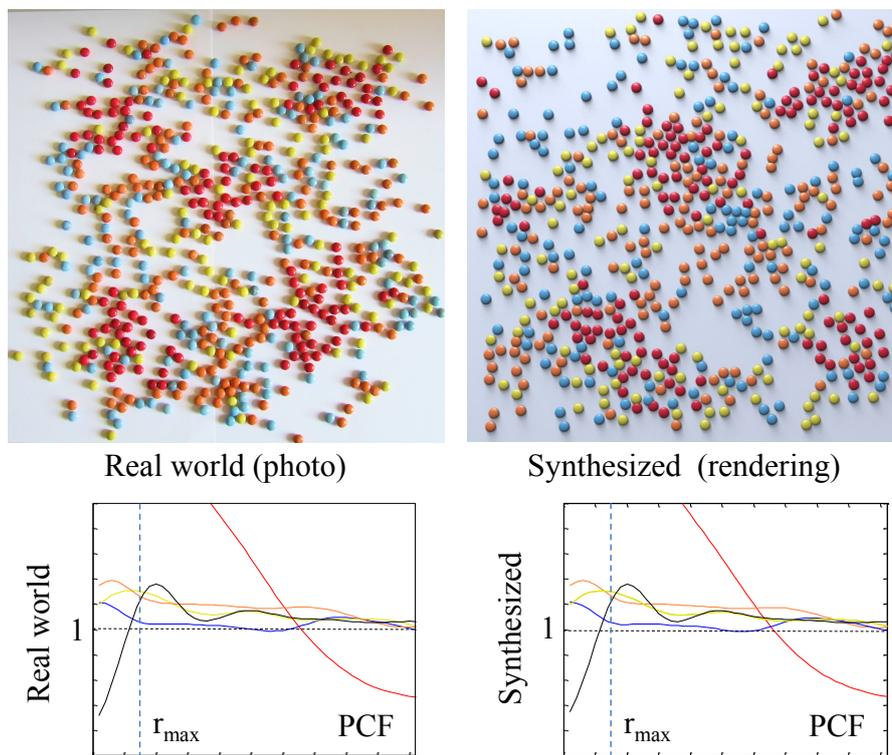 Real world (photo)
Synthesized (rendering)
Real world
1
r_max
PCF
Synthesized
1
r_max
PCF